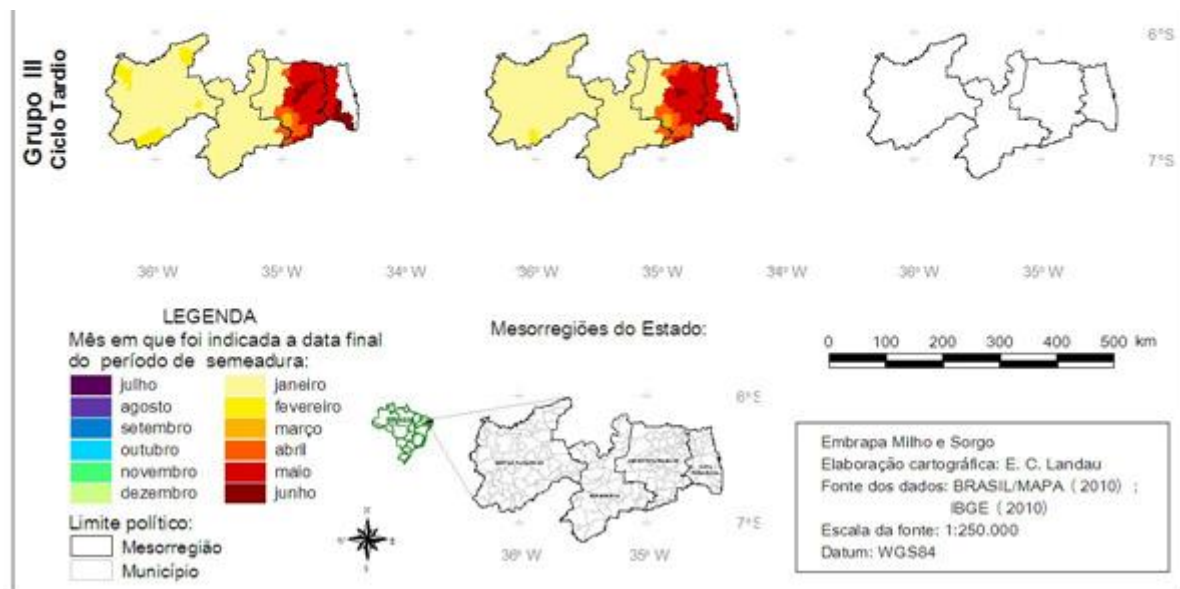 Grupo III
Ciclo Tardio
6°S
7°S
36° W
35° W
34° W
36° W
35° W
36° W
35° W
LEGENDA
Mês em que foi indicada a data final
do período de semeadura:
julho
agosto
setembro
outubro
novembro
dezembro
janeiro
fevereiro
março
abril
maio
junho
Limite político:
Mesorregião
Município
Mesorregiões do Estado:
6°S
7°S
36° W
35° W
0 100 200 300 400 500 km
Embrapa Milho e Sorgo
Elaboração cartográfica: E. C. Landau
Fonte dos dados: BRASIL/MAPA ( 2010) ;
IBGE ( 2010)
Escala da fonte: 1:250.000
Datum: WGS84